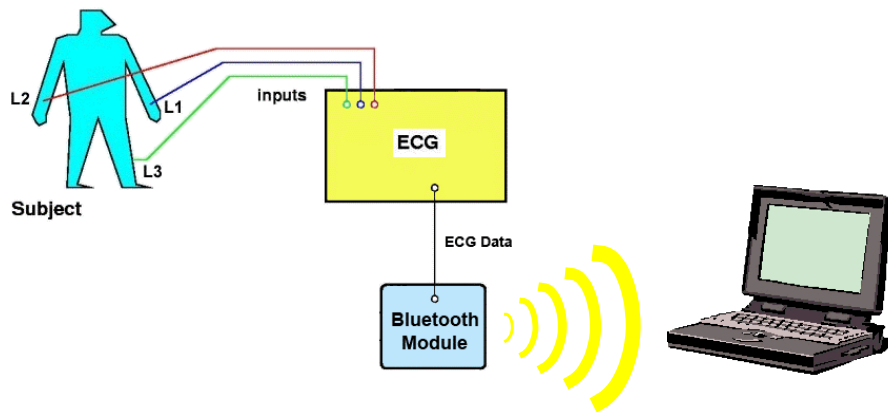 L2
L1
inputs
ECG
L3
Subject
ECG Data
Bluetooth
Module